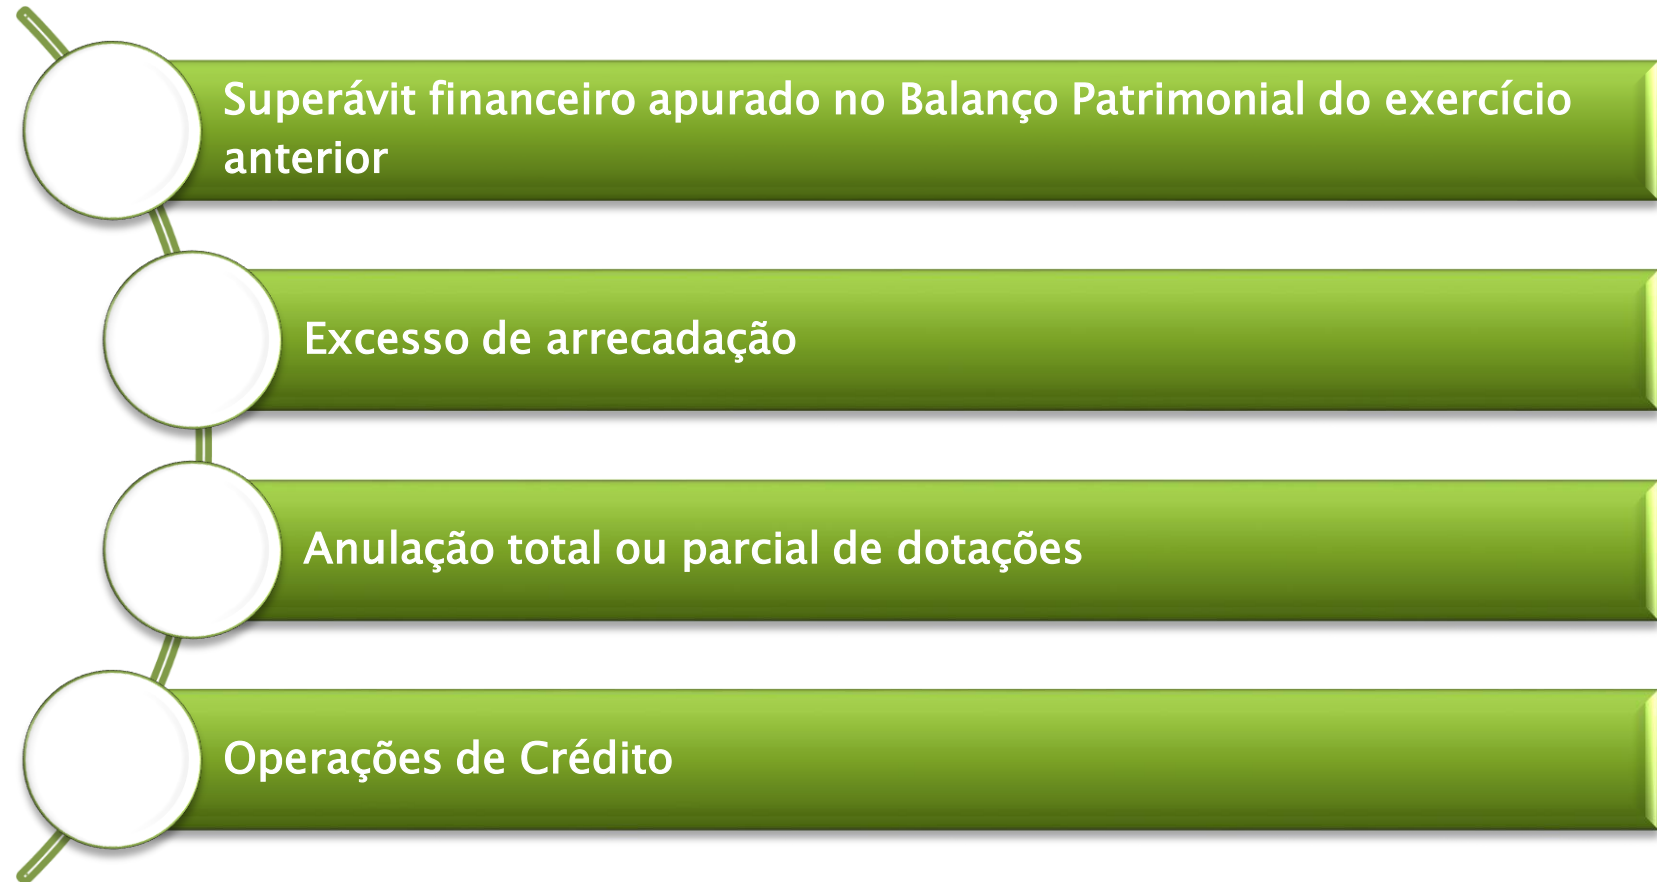 Superávit financeiro apurado no Balanço Patrimonial do exercício
anterior
Excesso de arrecadação
Anulação total ou parcial de dotações
Operações de Crédito